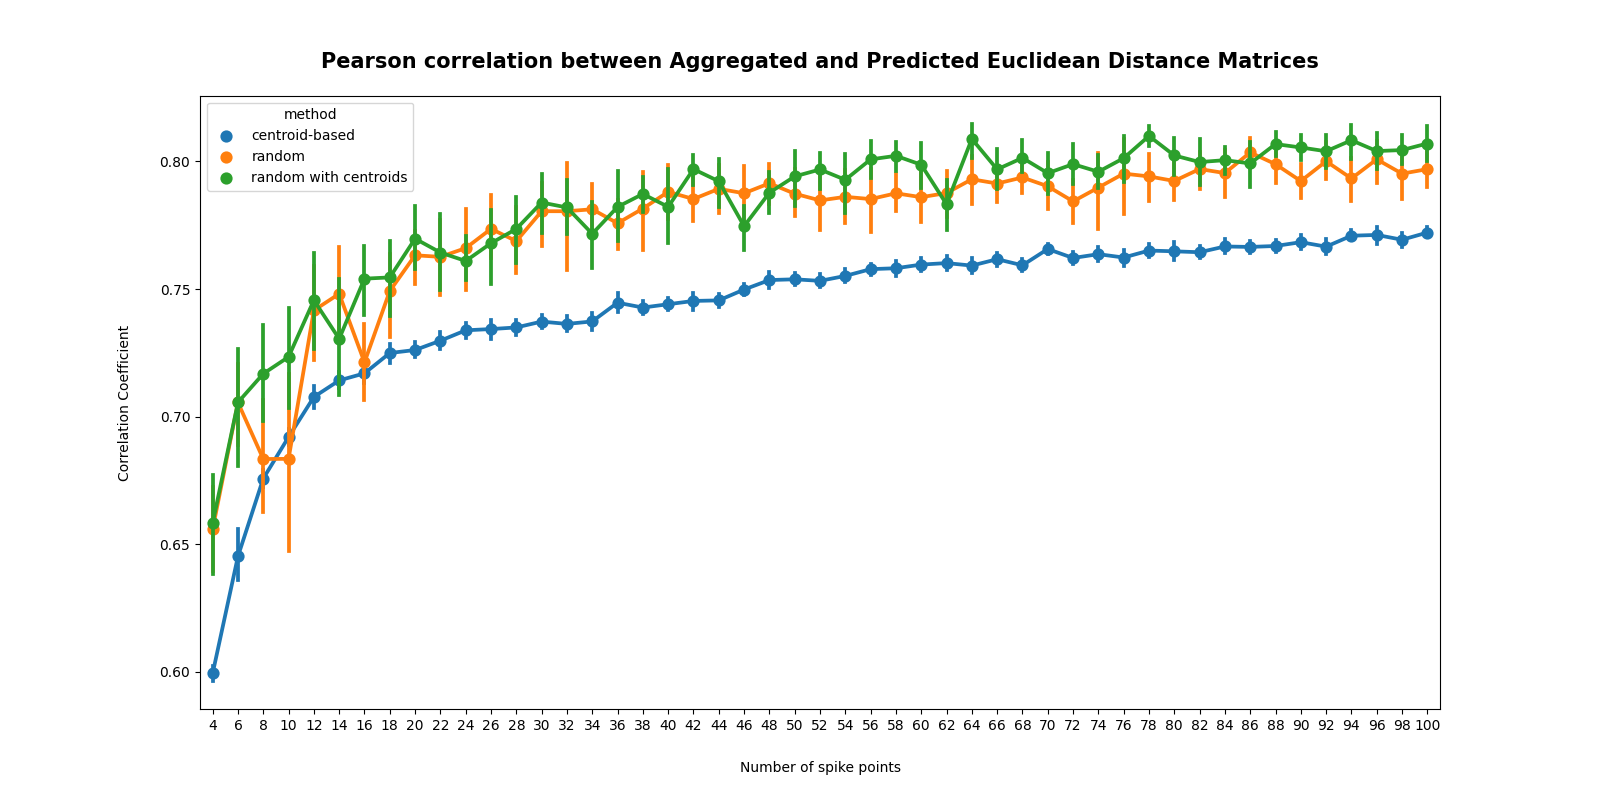 Pearson correlation between Aggregated and Predicted Euclidean Distance Matrices
method
centroid-based
random
random with centroids
Correlation Coefficient
0.80
0.75
0.70
0.65
0.60
4 6 8 10 12 14 16 18 20 22 24 26 28 30 32 34 36 38 40 42 44 46 48 50 52 54 56 58 60 62 64 66 68 70 72 74 76 78 80 82 84 86 88 90 92 94 96 98 100
Number of spike points